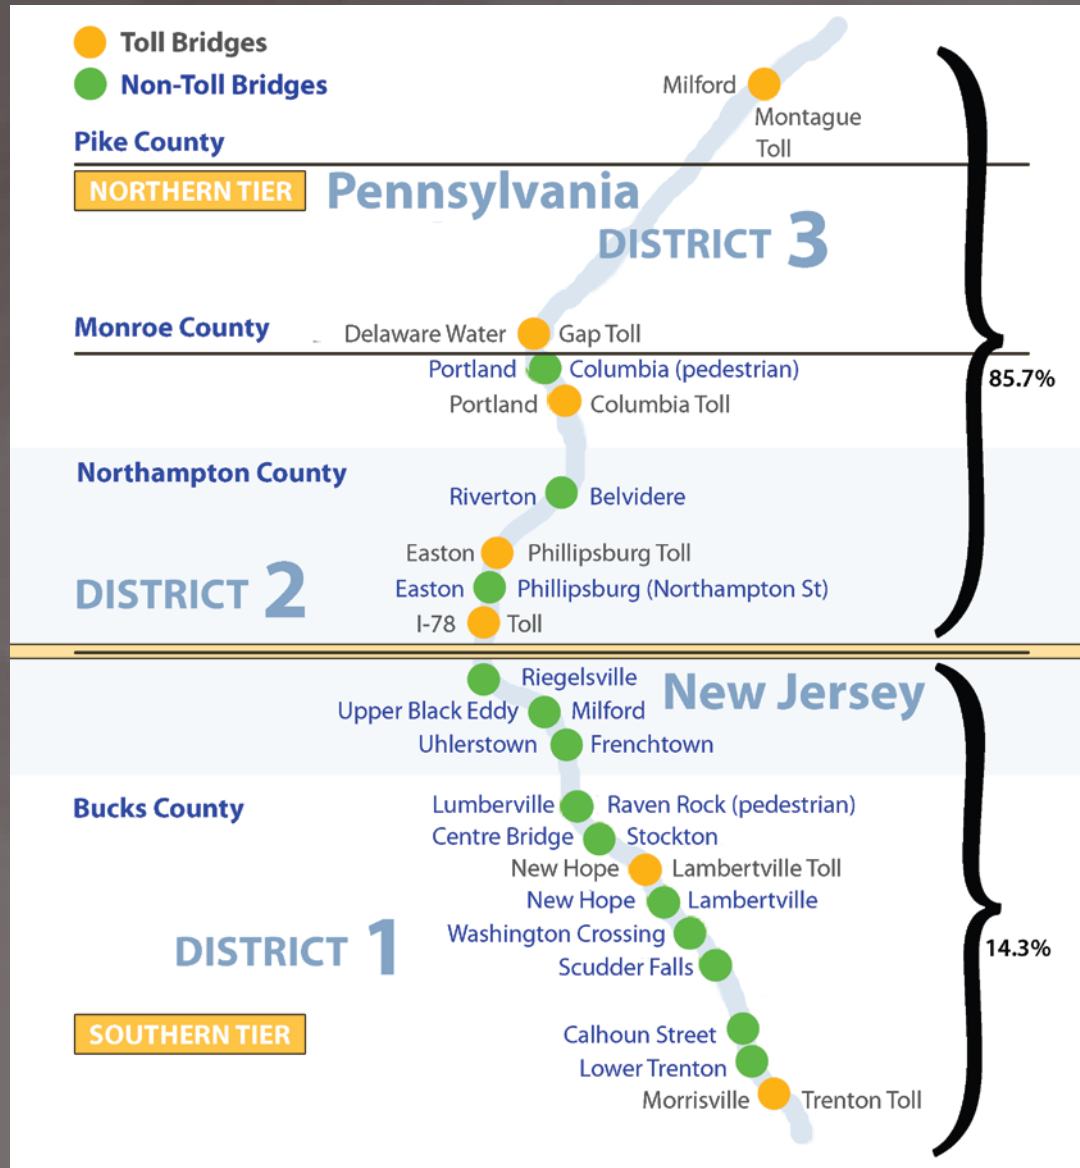 Toll Bridges
Non-Toll Bridges
Milford
Montague
Toll
Pike County
NORTHERN TIER
Pennsylvania
DISTRICT 3
Monroe County
Delaware Water Gap Toll
Portland Columbia (pedestrian)
85.7%
Portland Columbia Toll
Northampton County
Riverton Belvidere
Easton Phillipsburg Toll
DISTRICT 2
Easton Phillipsburg (Northampton St)
I-78 Toll
Riegelsville
New Jersey
Upper Black Eddy Milford
Uhlerstown Frenchtown
Bucks County
Lumberville Raven Rock (pedestrian)
Centre Bridge Stockton
New Hope Lambertville Toll
New Hope Lambertville
Washington Crossing
DISTRICT 1
14.3%
Scudder Falls
SOUTHERN TIER
Calhoun Street
Lower Trenton
Morrisville Trenton Toll